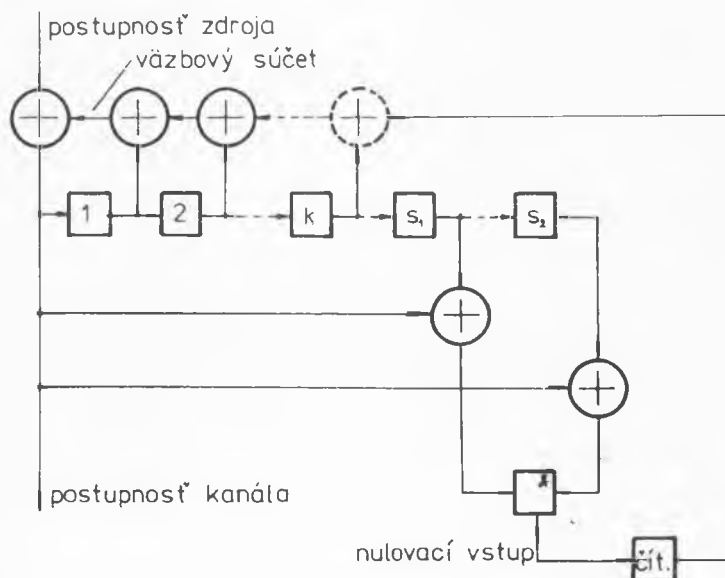 postupnosť zdroja
väzbový súčet
1
2
k
s₁
s₂
&
postupnosť kanála
nulovací vstup
čít.